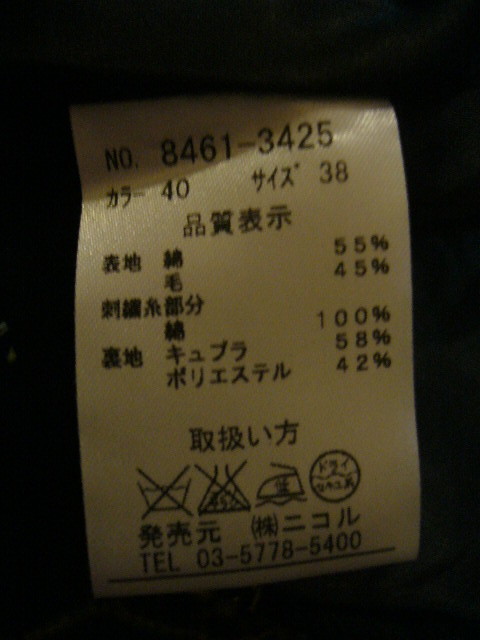 NO. 8461-3425
カラー 40 サイズ 38
品質表示
表地 綿 55%
毛 45%
刺繍糸部分
綿 100%
裏地 キュプラ 58%
ポリエステル 42%
取扱い方
ドライ
発売元 (株)ニコル
TEL 03-5778-5400